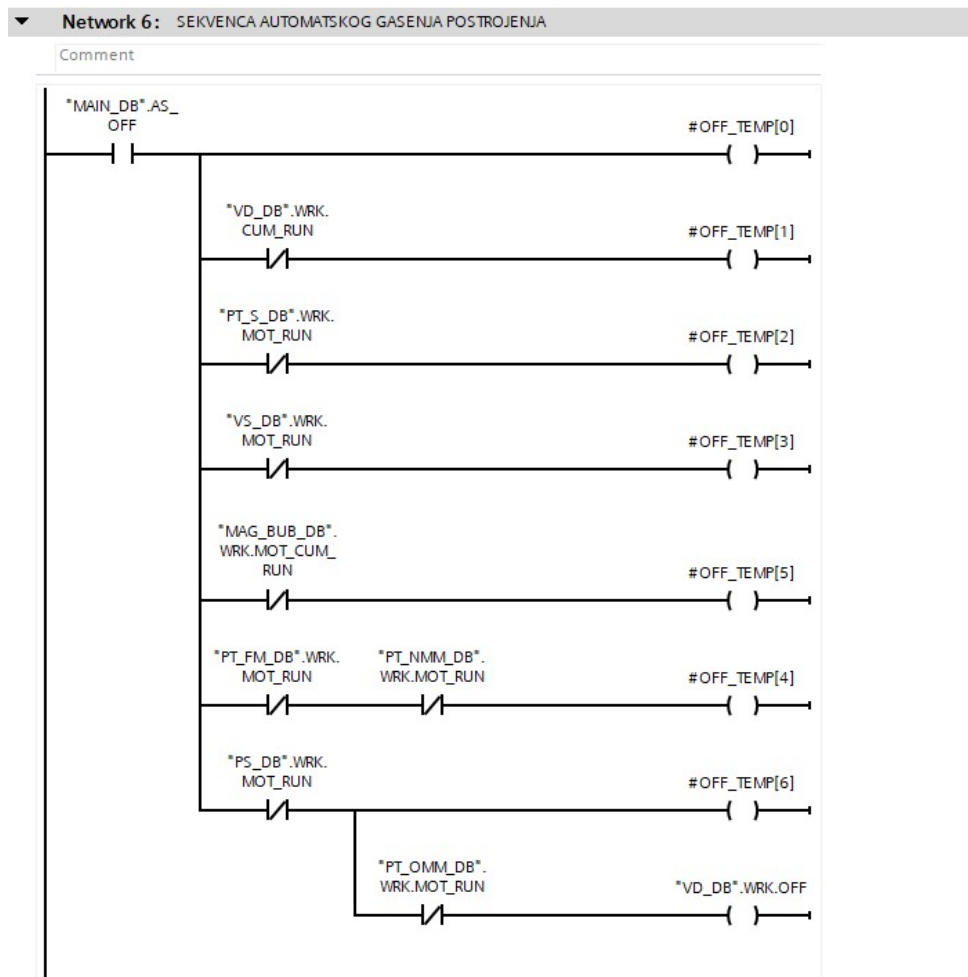 Network 6: SEKVENCA AUTOMATSKOG GASENJA POSTROJENJA
Comment
"MAIN_DB".AS_
OFF
#OFF_TEMP[0]
"VD_DB".WRK.
CUM_RUN
#OFF_TEMP[1]
"PT_S_DB".WRK.
MOT_RUN
#OFF_TEMP[2]
"VS_DB".WRK.
MOT_RUN
#OFF_TEMP[3]
"MAG_BUB_DB".
WRK.MOT_CUM_
RUN
#OFF_TEMP[5]
"PT_FM_DB".WRK.
MOT_RUN
"PT_NMM_DB".
WRK.MOT_RUN
#OFF_TEMP[4]
"PS_DB".WRK.
MOT_RUN
#OFF_TEMP[6]
"PT_OMM_DB".
WRK.MOT_RUN
"VD_DB".WRK.OFF